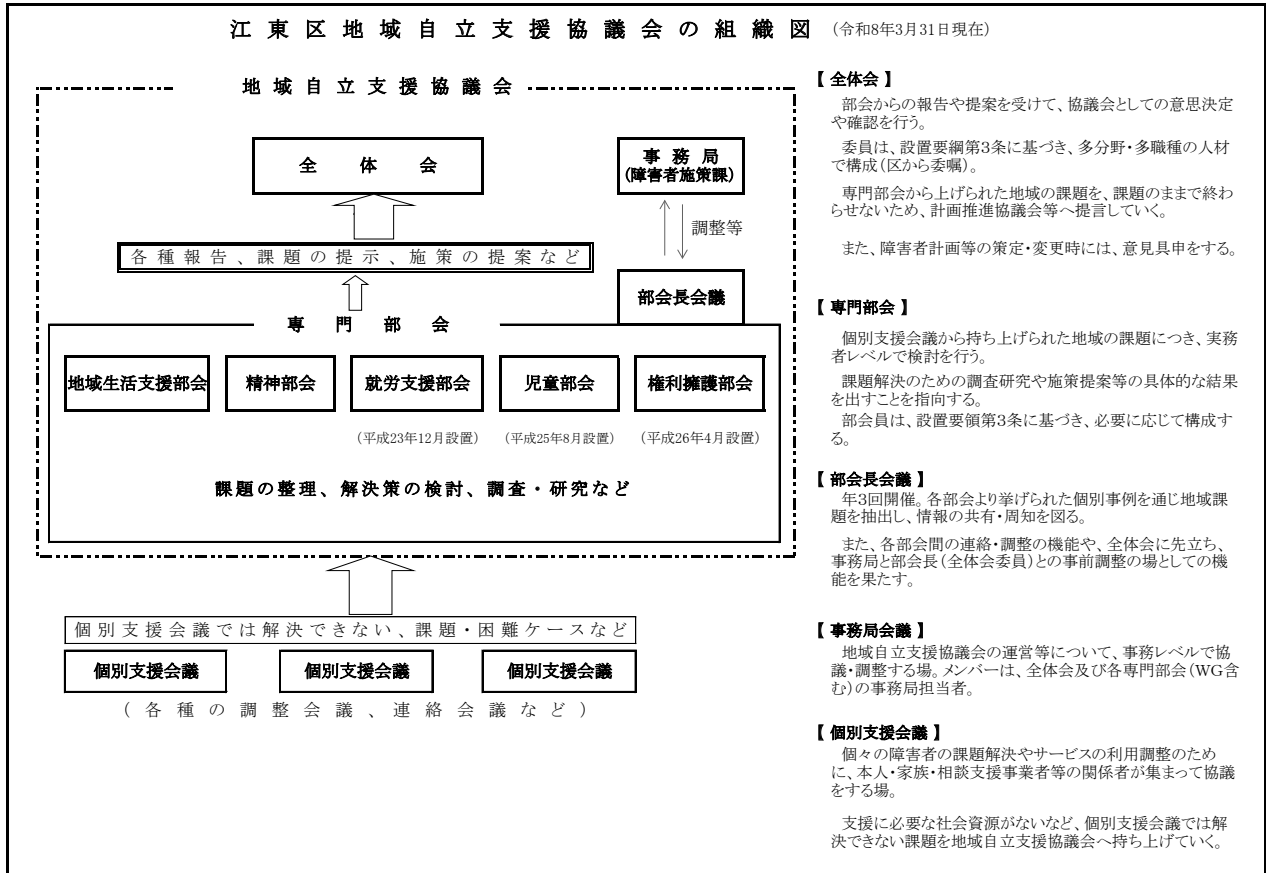 江東区地域自立支援協議会の組織図 (令和8年3月31日現在)
地域自立支援協議会
全体会
事務局
(障害者施策課)
調整等
各種報告、課題の提示、施策の提案など
部会長会議
専門部会
地域生活支援部会
精神部会
就労支援部会
児童部会
権利擁護部会
(平成23年12月設置)
(平成25年8月設置)
(平成26年4月設置)
課題の整理、解決策の検討、調査・研究など
個別支援会議では解決できない、課題・困難ケースなど
個別支援会議
個別支援会議
個別支援会議
(各種の調整会議、連絡会議など)
【 全体会 】
部会からの報告や提案を受けて、協議会としての意思決定
や確認を行う。
委員は、設置要綱第3条に基づき、多分野・多職種の人材
で構成(区から委嘱)。
専門部会から上げられた地域の課題を、課題のままで終わ
らせないため、計画推進協議会等へ提言していく。
また、障害者計画等の策定・変更時には、意見具申をする。
【 専門部会 】
個別支援会議から持ち上げられた地域の課題につき、実務
者レベルで検討を行う。
課題解決のための調査研究や施策提案等の具体的な結果
を出すことを指向する。
部会員は、設置要領第3条に基づき、必要に応じて構成す
る。
【 部会長会議 】
年3回開催。各部会より挙げられた個別事例を通じ地域課
題を抽出し、情報の共有・周知を図る。
また、各部会間の連絡・調整の機能や、全体会に先立ち、
事務局と部会長(全体会委員)との事前調整の場としての機
能を果たす。
【 事務局会議 】
地域自立支援協議会の運営等について、事務レベルで協
議・調整する場。メンバーは、全体会及び各専門部会(WG含
む)の事務局担当者。
【 個別支援会議 】
個々の障害者の課題解決やサービスの利用調整のため
に、本人・家族・相談支援事業者等の関係者が集まって協議
をする場。
支援に必要な社会資源がないなど、個別支援会議では解
決できない課題を地域自立支援協議会へ持ち上げていく。